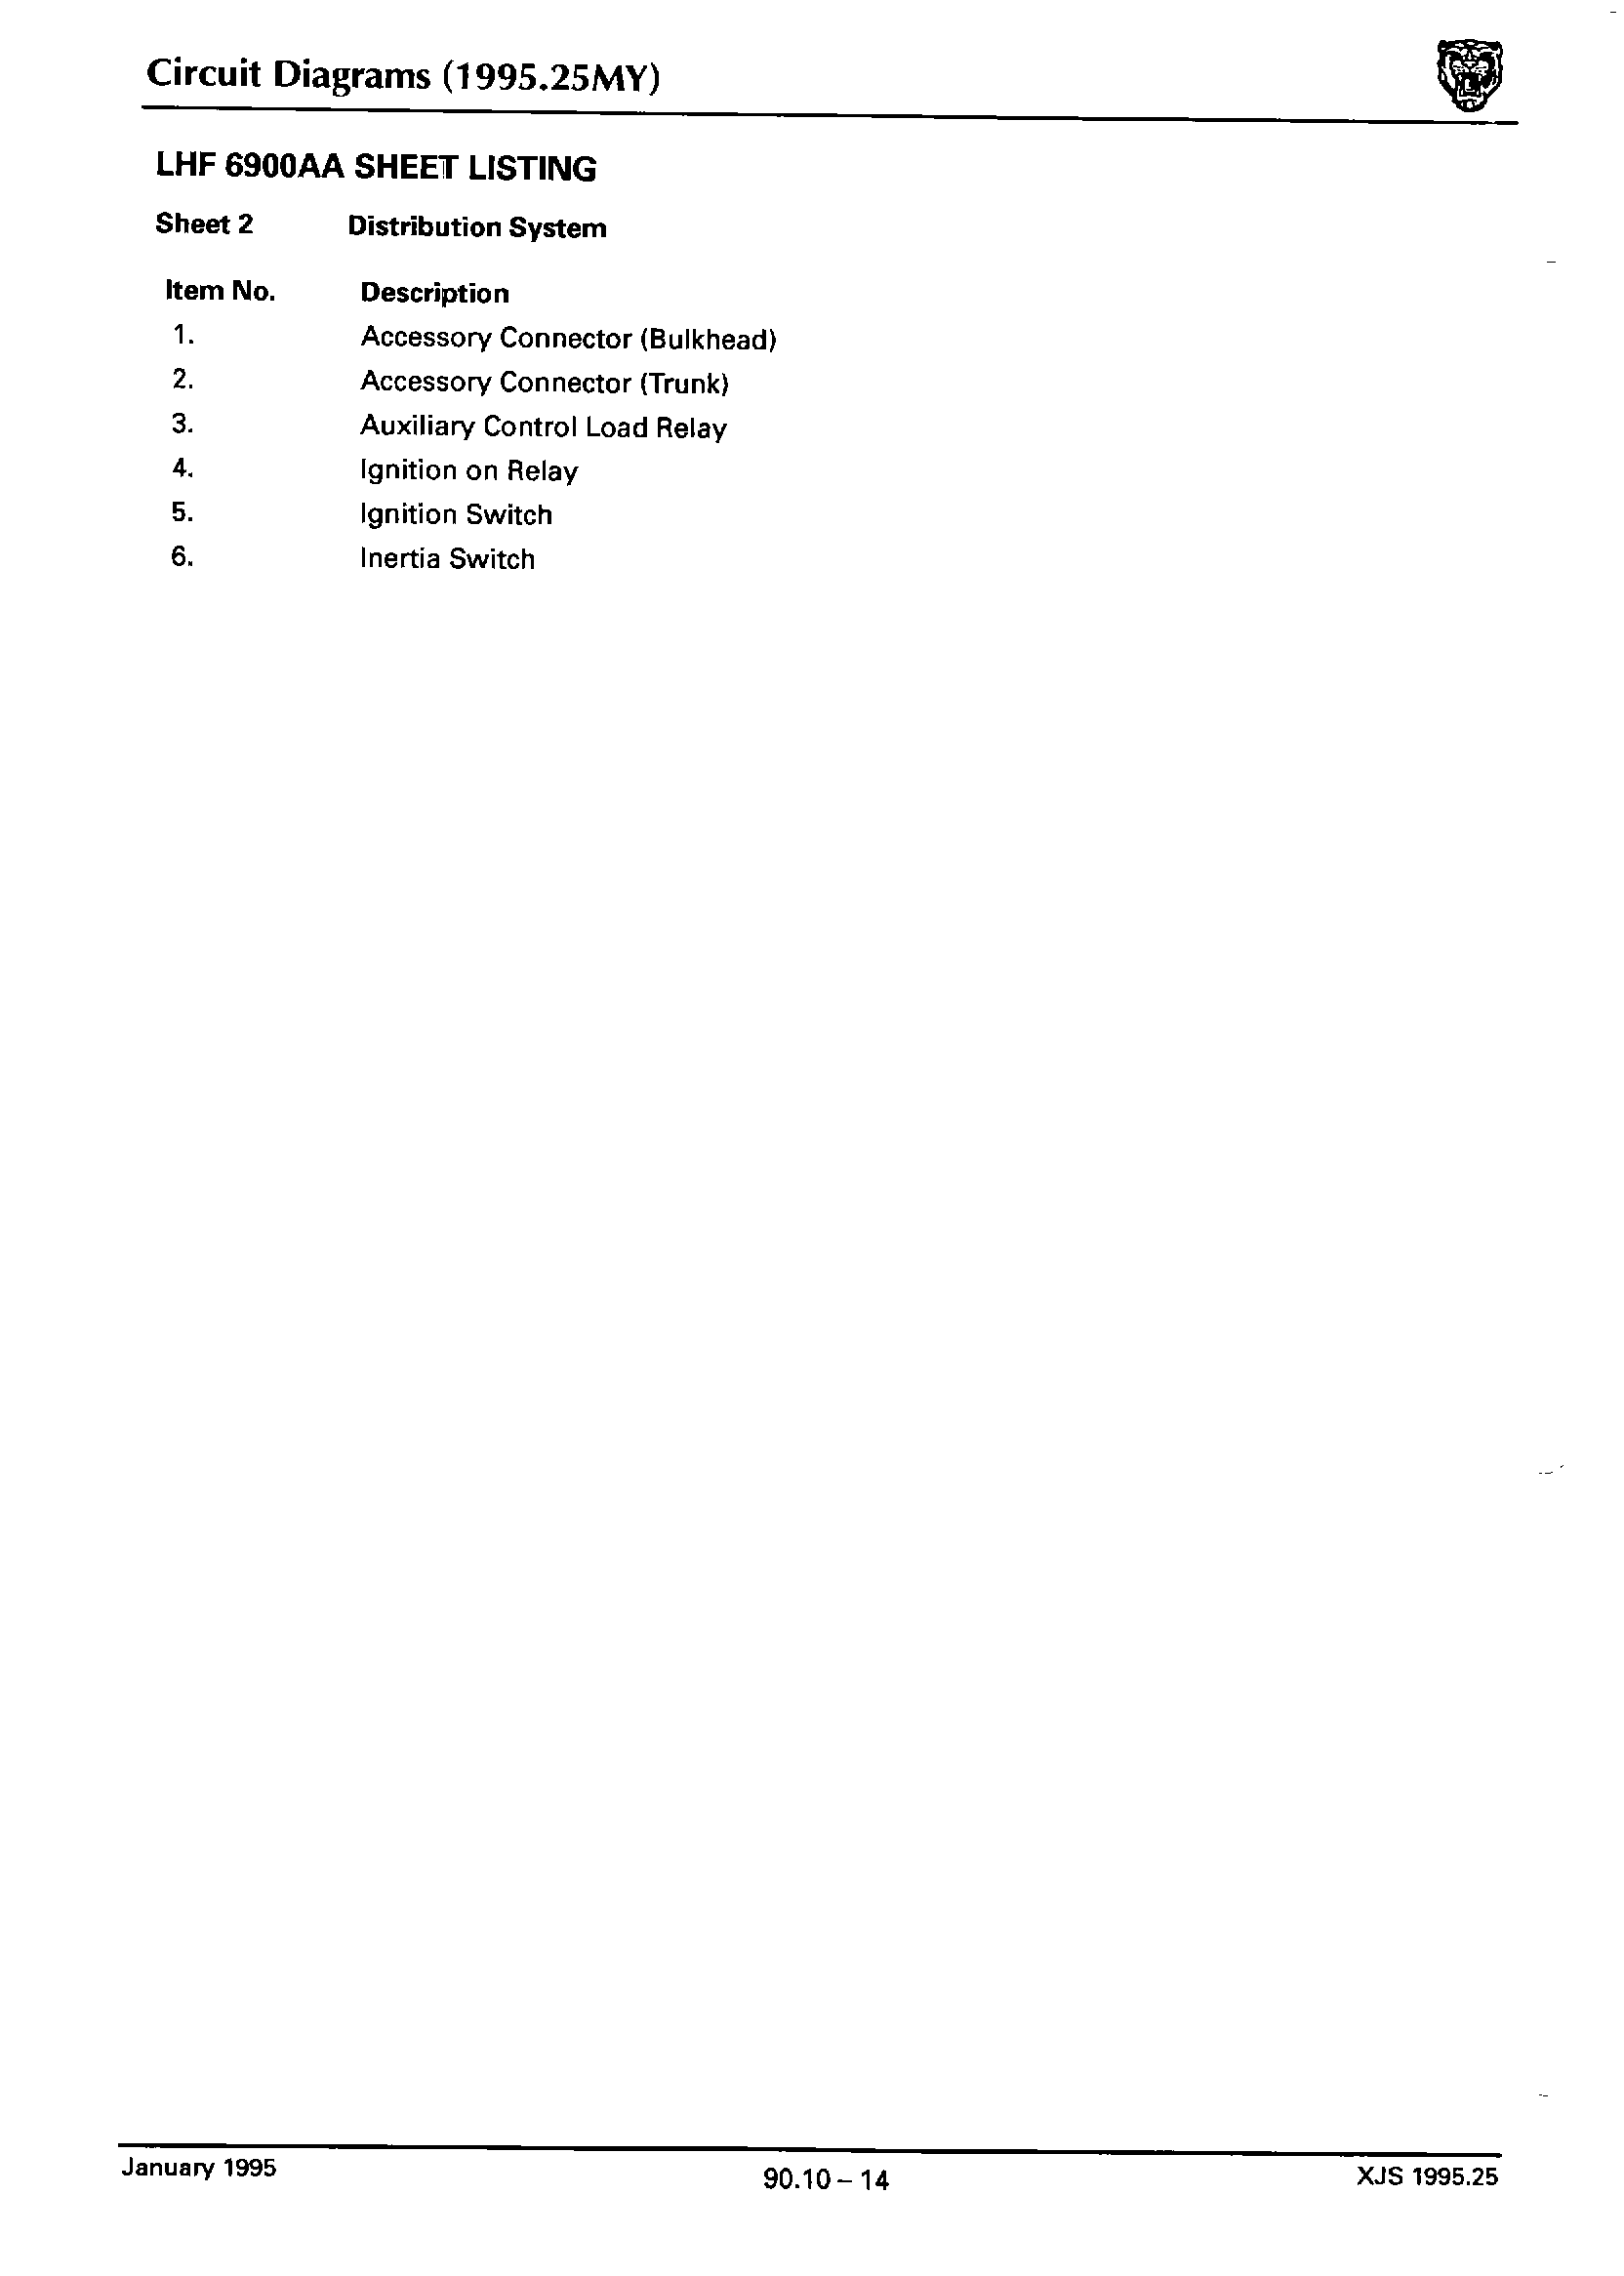 Circuit Diagrams (1995.25MY)
LHF 6900AA SHEET LISTING
Sheet 2 Distribution System
Item No. Description
1. Accessory Connector (Bulkhead)
2. Accessory Connector (Trunk)
3. Auxiliary Control Load Relay
4. Ignition on Relay
5. Ignition Switch
6. Inertia Switch
January 1995 90.10 – 14 XJS 1995.25